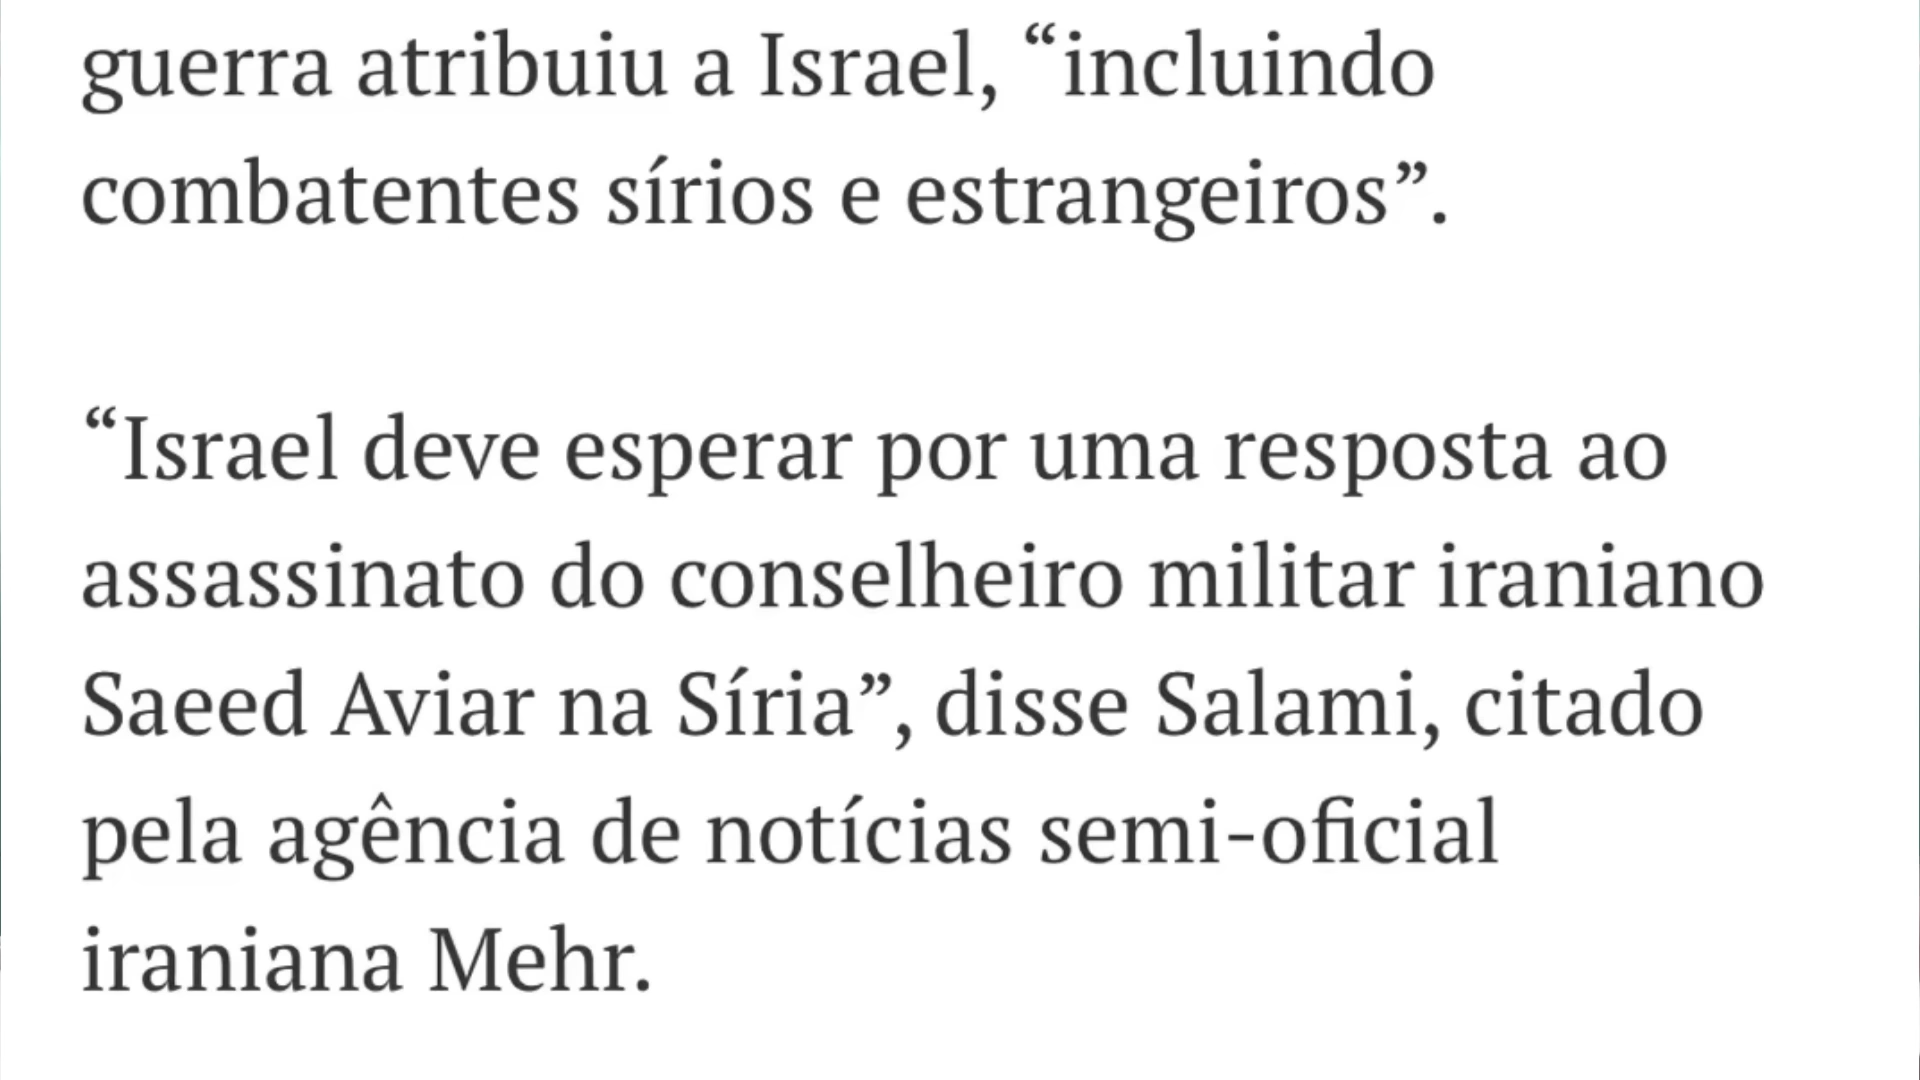 guerra atribuiu a Israel, “incluindo
combatentes sírios e estrangeiros”.
“Israel deve esperar por uma resposta ao
assassinato do conselheiro militar iraniano
Saeed Aviar na Síria”, disse Salami, citado
pela agência de notícias semi-oficial
iraniana Mehr.